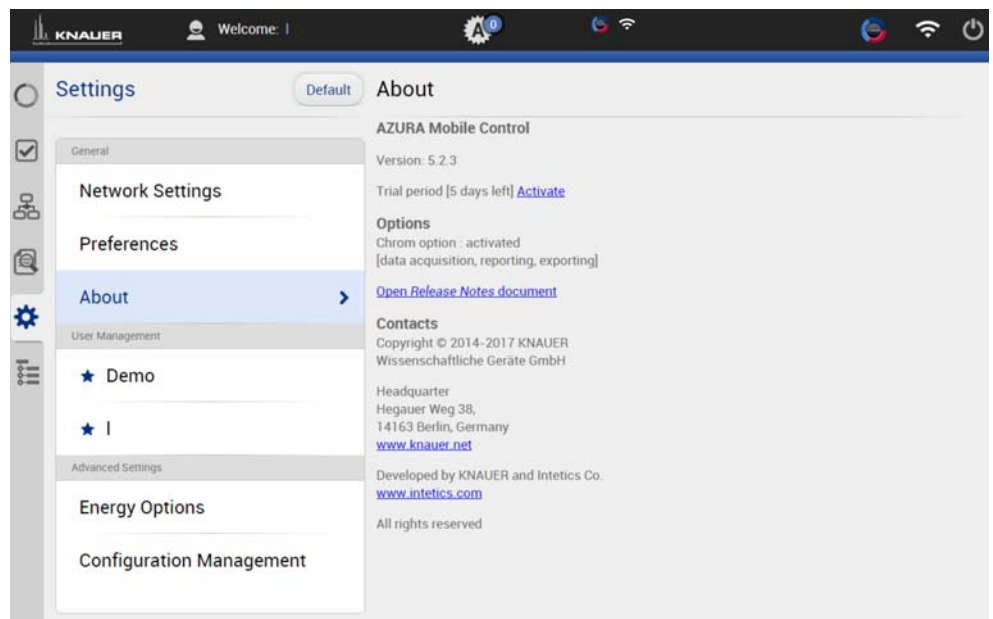 KNAUER
Welcome: l
A 0
Settings
Default
General
Network Settings
Preferences
About
User Management
Demo
l
Advanced Settings
Energy Options
Configuration Management
About
AZURA Mobile Control
Version: 5.2.3
Trial period [5 days left] Activate
Options
Chrom option : activated
[data acquisition, reporting, exporting]
Open Release Notes document
Contacts
Copyright © 2014-2017 KNAUER
Wissenschaftliche Geräte GmbH
Headquarter
Hegauer Weg 38,
14163 Berlin, Germany
www.knauer.net
Developed by KNAUER and Intetics Co.
www.intetics.com
All rights reserved